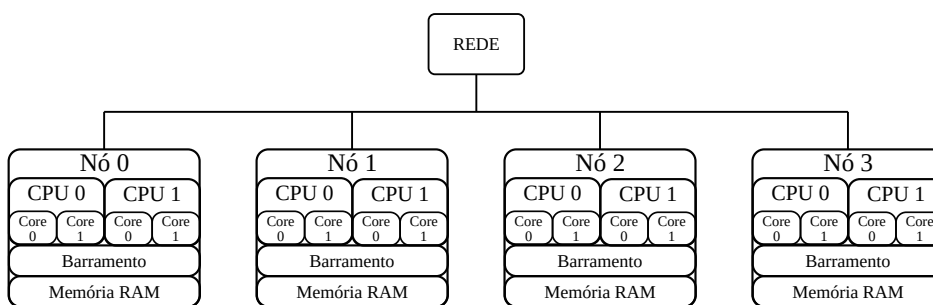 REDE
Nó 0
CPU 0 CPU 1
Core Core Core Core
0 1 0 1
Barramento
Memória RAM
Nó 1
CPU 0 CPU 1
Core Core Core Core
0 1 0 1
Barramento
Memória RAM
Nó 2
CPU 0 CPU 1
Core Core Core Core
0 1 0 1
Barramento
Memória RAM
Nó 3
CPU 0 CPU 1
Core Core Core Core
0 1 0 1
Barramento
Memória RAM